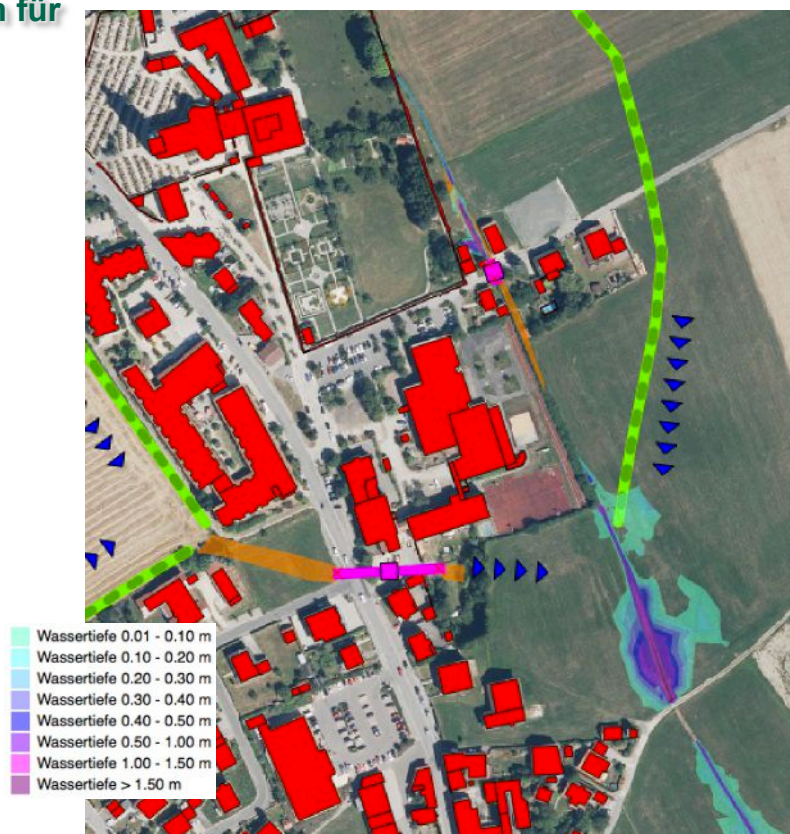 für
Wassertiefe 0.01 - 0.10 m
Wassertiefe 0.10 - 0.20 m
Wassertiefe 0.20 - 0.30 m
Wassertiefe 0.30 - 0.40 m
Wassertiefe 0.40 - 0.50 m
Wassertiefe 0.50 - 1.00 m
Wassertiefe 1.00 - 1.50 m
Wassertiefe > 1.50 m